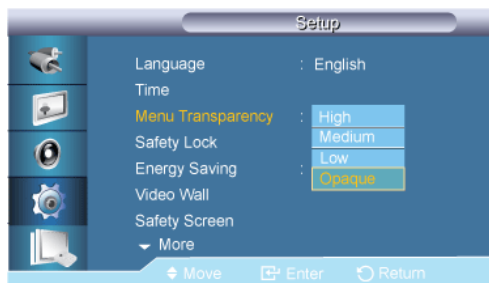 Setup
Language : English
Time
Menu Transparency : High
Medium
Safety Lock
Low
Energy Saving : Opaque
Video Wall
Safety Screen
More
Move Enter Return